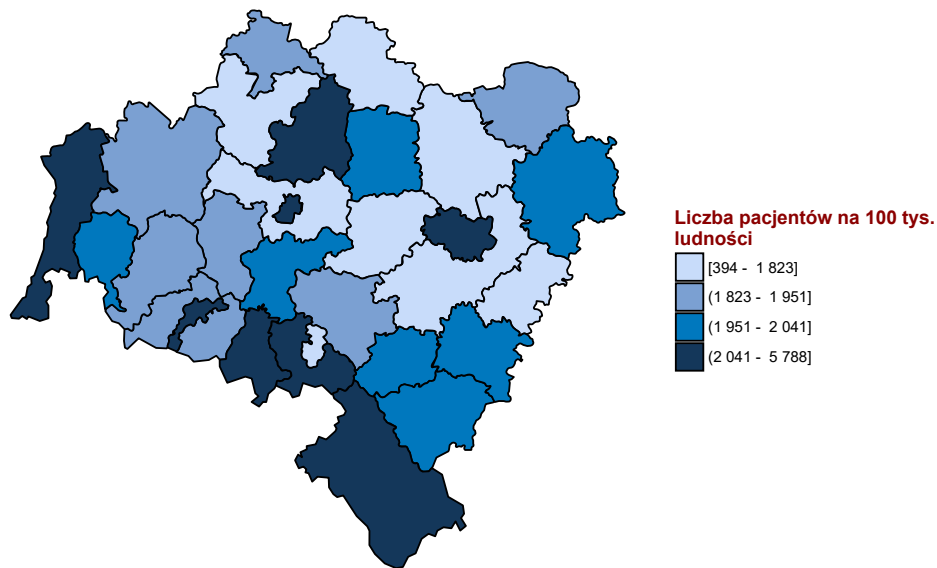 Liczba pacjentów na 100 tys.
ludności
[394 - 1 823]
(1 823 - 1 951]
(1 951 - 2 041]
(2 041 - 5 788]